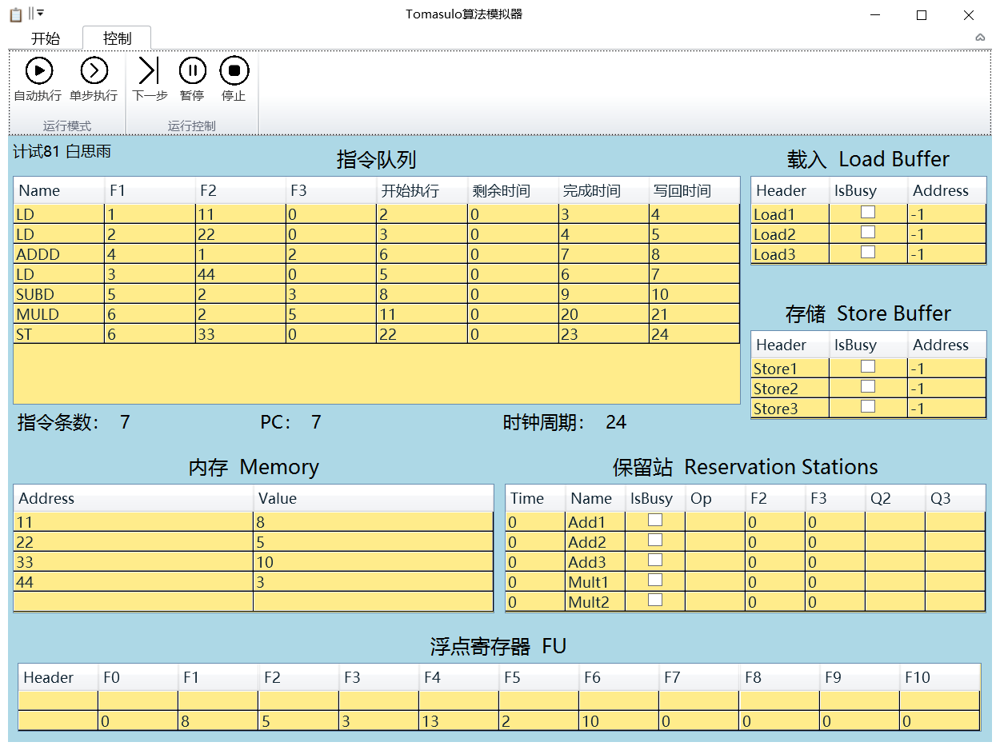 Tomasulo算法模拟器
开始 控制
自动执行 单步执行 下一步 暂停 停止
运行模式 运行控制
计试81 白思雨
指令队列
Name F1 F2 F3 开始执行 剩余时间 完成时间 写回时间
LD 1 11 0 2 0 3 4
LD 2 22 0 3 0 4 5
ADDD 4 1 2 6 0 7 8
LD 3 44 0 5 0 6 7
SUBD 5 2 3 8 0 9 10
MULD 6 2 5 11 0 20 21
ST 6 33 0 22 0 23 24
指令条数： 7 PC： 7 时钟周期： 24
载入 Load Buffer
Header IsBusy Address
Load1 -1
Load2 -1
Load3 -1
存储 Store Buffer
Header IsBusy Address
Store1 -1
Store2 -1
Store3 -1
内存 Memory
Address Value
11 8
22 5
33 10
44 3
保留站 Reservation Stations
Time Name IsBusy Op F2 F3 Q2 Q3
0 Add1 0 0
0 Add2 0 0
0 Add3 0 0
0 Mult1 0 0
0 Mult2 0 0
浮点寄存器 FU
Header F0 F1 F2 F3 F4 F5 F6 F7 F8 F9 F10
0 8 5 3 13 2 10 0 0 0 0